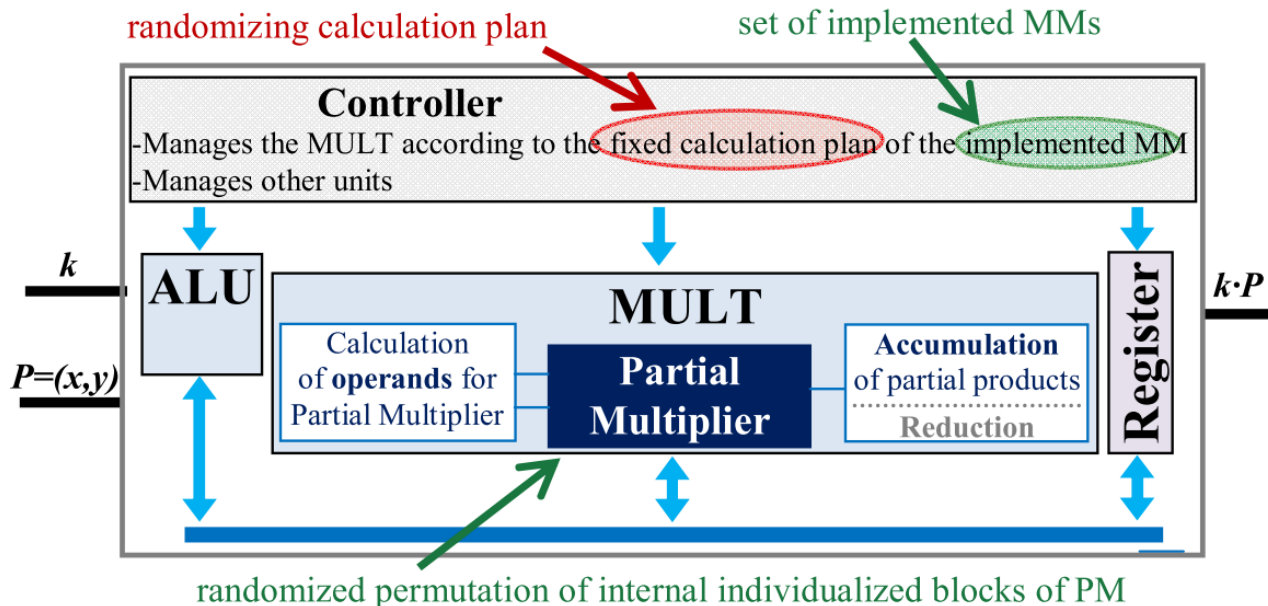 randomizing calculation plan
set of implemented MMs
Controller
-Manages the MULT according to the fixed calculation plan of the implemented MM
-Manages other units
k
P=(x,y)
ALU
MULT
Calculation
of operands for
Partial Multiplier
Partial
Multiplier
Accumulation
of partial products
Reduction
Register
k·P
randomized permutation of internal individualized blocks of PM